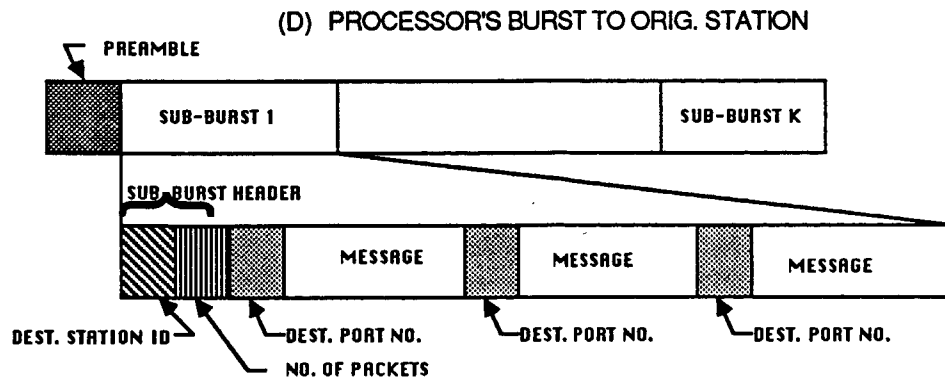 (D) PROCESSOR'S BURST TO ORIG. STATION
PREAMBLE
SUB-BURST 1
SUB-BURST K
SUB-BURST HEADER
MESSAGE
MESSAGE
MESSAGE
DEST. STATION ID
DEST. PORT NO.
DEST. PORT NO.
DEST. PORT NO.
NO. OF PACKETS